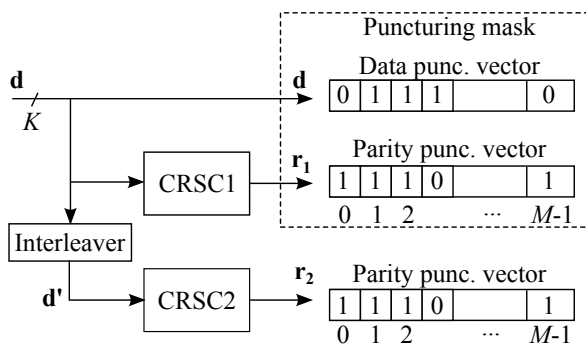 Puncturing mask
d
K
d
Data punc. vector
0 1 1 1 0
CRSC1
r₁
Parity punc. vector
1 1 1 0 1
0 1 2 ... M-1
Interleaver
d'
CRSC2
r₂
Parity punc. vector
1 1 1 0 1
0 1 2 ... M-1